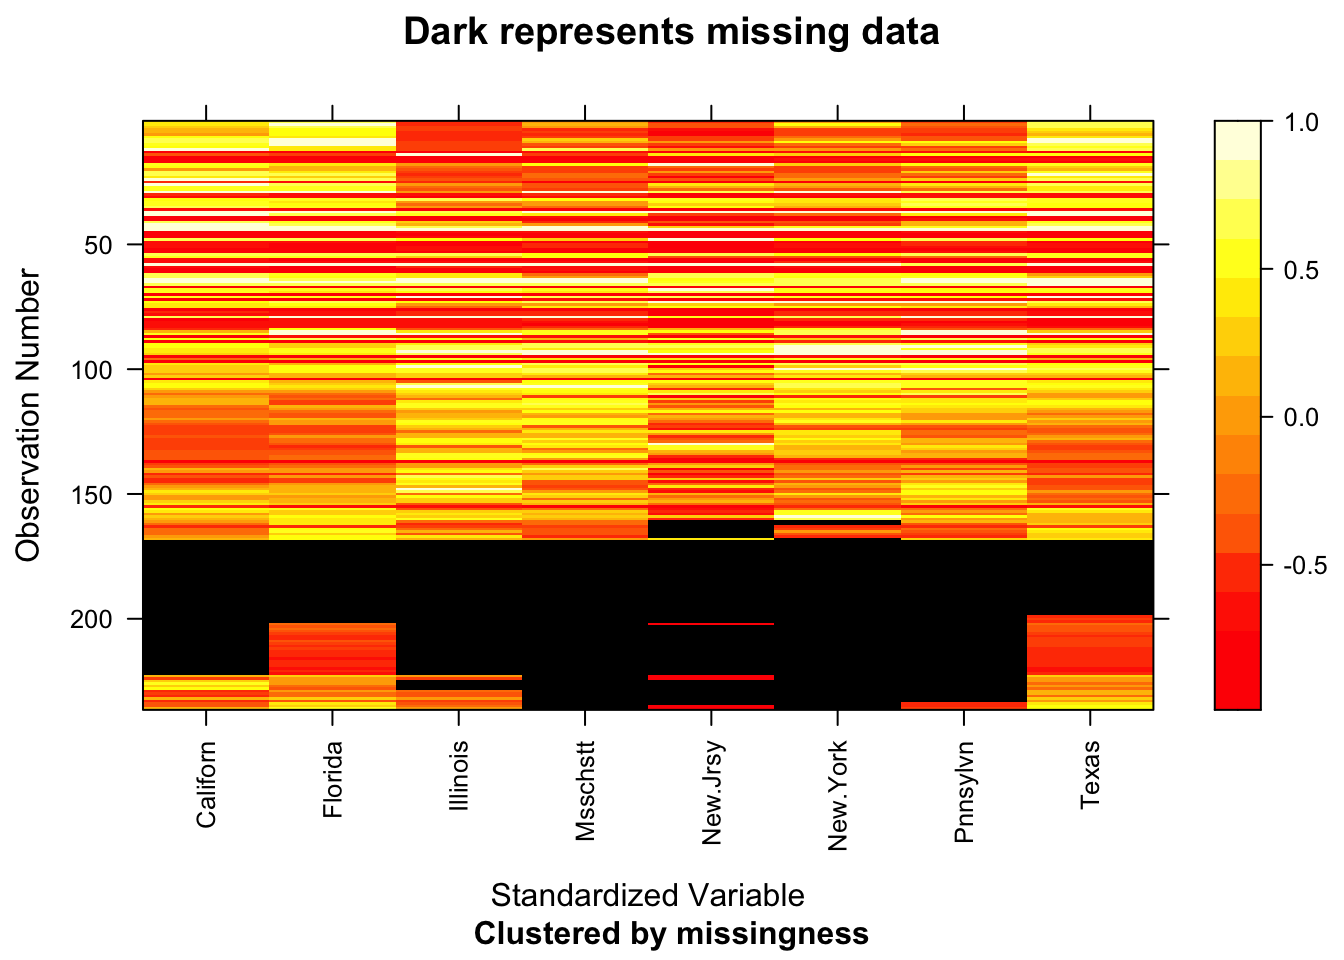 Dark represents missing data
Observation Number
50
100
150
200
1.0
0.5
0.0
-0.5
Californ
Florida
Illinois
Msschstt
New.Jrsy
New.York
Pnnsylvn
Texas
Standardized Variable
Clustered by missingness